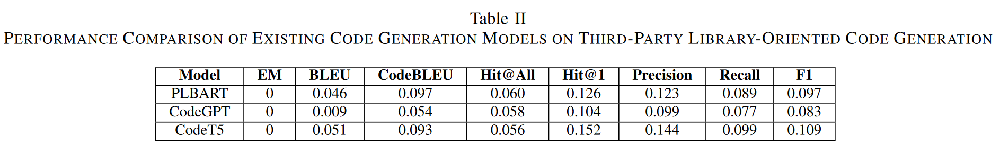 Table II
PERFORMANCE COMPARISON OF EXISTING CODE GENERATION MODELS ON THIRD-PARTY LIBRARY-ORIENTED CODE GENERATION
Model EM BLEU CodeBLEU Hit@All Hit@1 Precision Recall F1
PLBART 0 0.046 0.097 0.060 0.126 0.123 0.089 0.097
CodeGPT 0 0.009 0.054 0.058 0.104 0.099 0.077 0.083
CodeT5 0 0.051 0.093 0.056 0.152 0.144 0.099 0.109